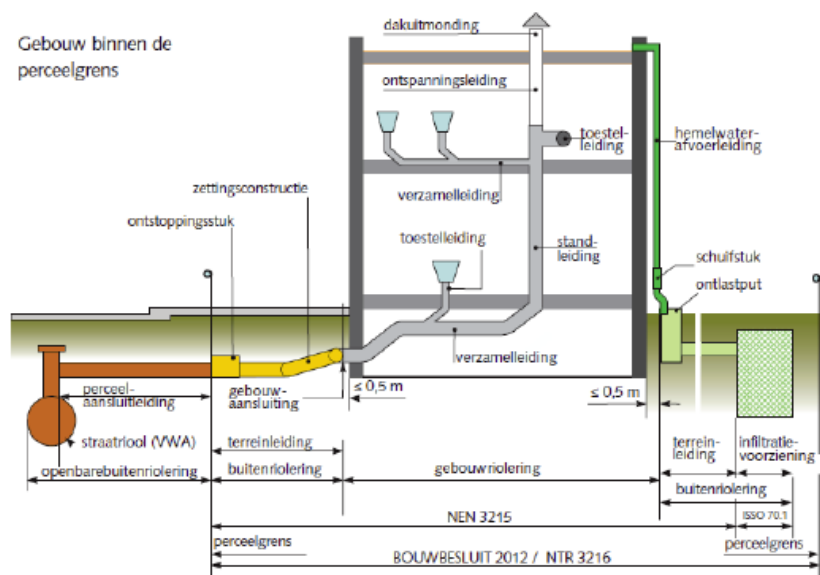 Gebouw binnen de
perceelgrens
dakuitmonding
ontspanningsleiding
toestel-
leiding
hemelwater-
afvoerleiding
zettingsconstructie
verzamelleiding
ontstoppingsstuk
toestelleiding
stand-
leiding
schuifstuk
ontlastput
verzamelleiding
≤ 0,5 m
≤ 0,5 m
perceel-
aansluitleiding
gebouw-
aansluiting
straatriool (VWA)
terreinleiding
terrein-
leiding
infiltratie-
voorziening
openbarebuitenriolering
buitenriolering
gebouwriolering
buitenriolering
NEN 3215
ISSO 70.1
perceelgrens
perceelgrens
BOUWBESLUIT 2012 / NTR 3216